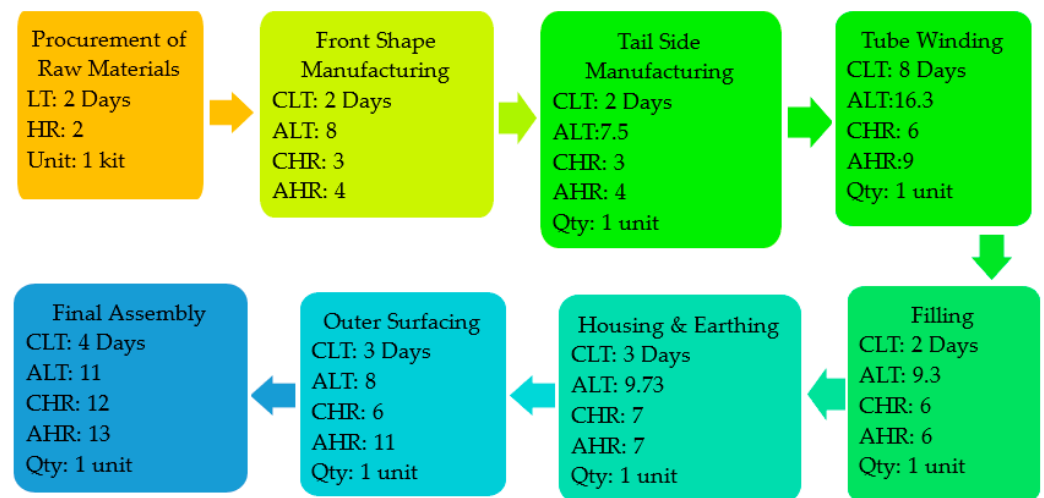 Procurement of
Raw Materials
LT: 2 Days
HR: 2
Unit: 1 kit
Front Shape
Manufacturing
CLT: 2 Days
ALT: 8
CHR: 3
AHR: 4
Tail Side
Manufacturing
CLT: 2 Days
ALT:7.5
CHR: 3
AHR: 4
Qty: 1 unit
Tube Winding
CLT: 8 Days
ALT:16.3
CHR: 6
AHR:9
Qty: 1 unit
Filling
CLT: 2 Days
ALT: 9.3
CHR: 6
AHR: 6
Qty: 1 unit
Housing & Earthing
CLT: 3 Days
ALT: 9.73
CHR: 7
AHR: 7
Qty: 1 unit
Outer Surfacing
CLT: 3 Days
ALT: 8
CHR: 6
AHR: 11
Qty: 1 unit
Final Assembly
CLT: 4 Days
ALT: 11
CHR: 12
AHR: 13
Qty: 1 unit